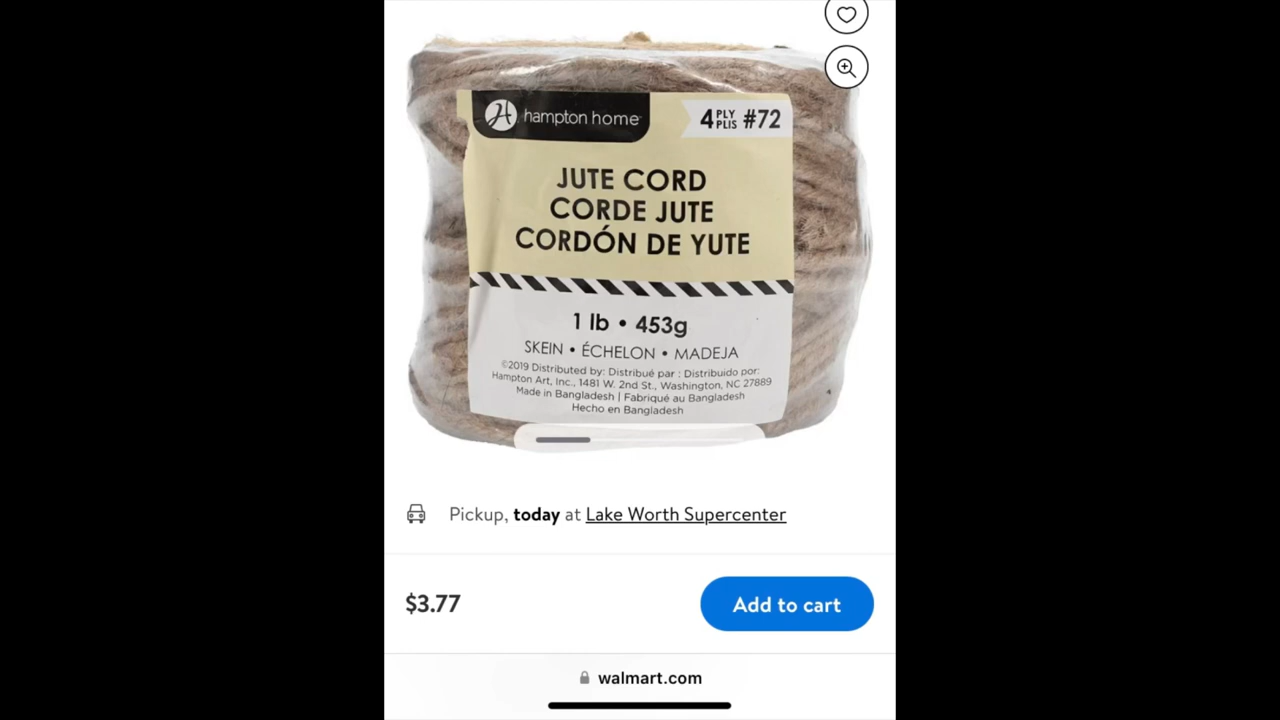 hampton home
4 PLY PLIS #72
JUTE CORD
CORDE JUTE
CORDÓN DE YUTE
1 lb • 453g
SKEIN • ÉCHELON • MADEJA
©2019 Distributed by: Distribué par : Distribuido por:
Hampton Art, Inc., 1481 W. 2nd St., Washington, NC 27889
Made in Bangladesh | Fabriqué au Bangladesh
Hecho en Bangladesh
Pickup, today at Lake Worth Supercenter
$3.77
Add to cart
walmart.com